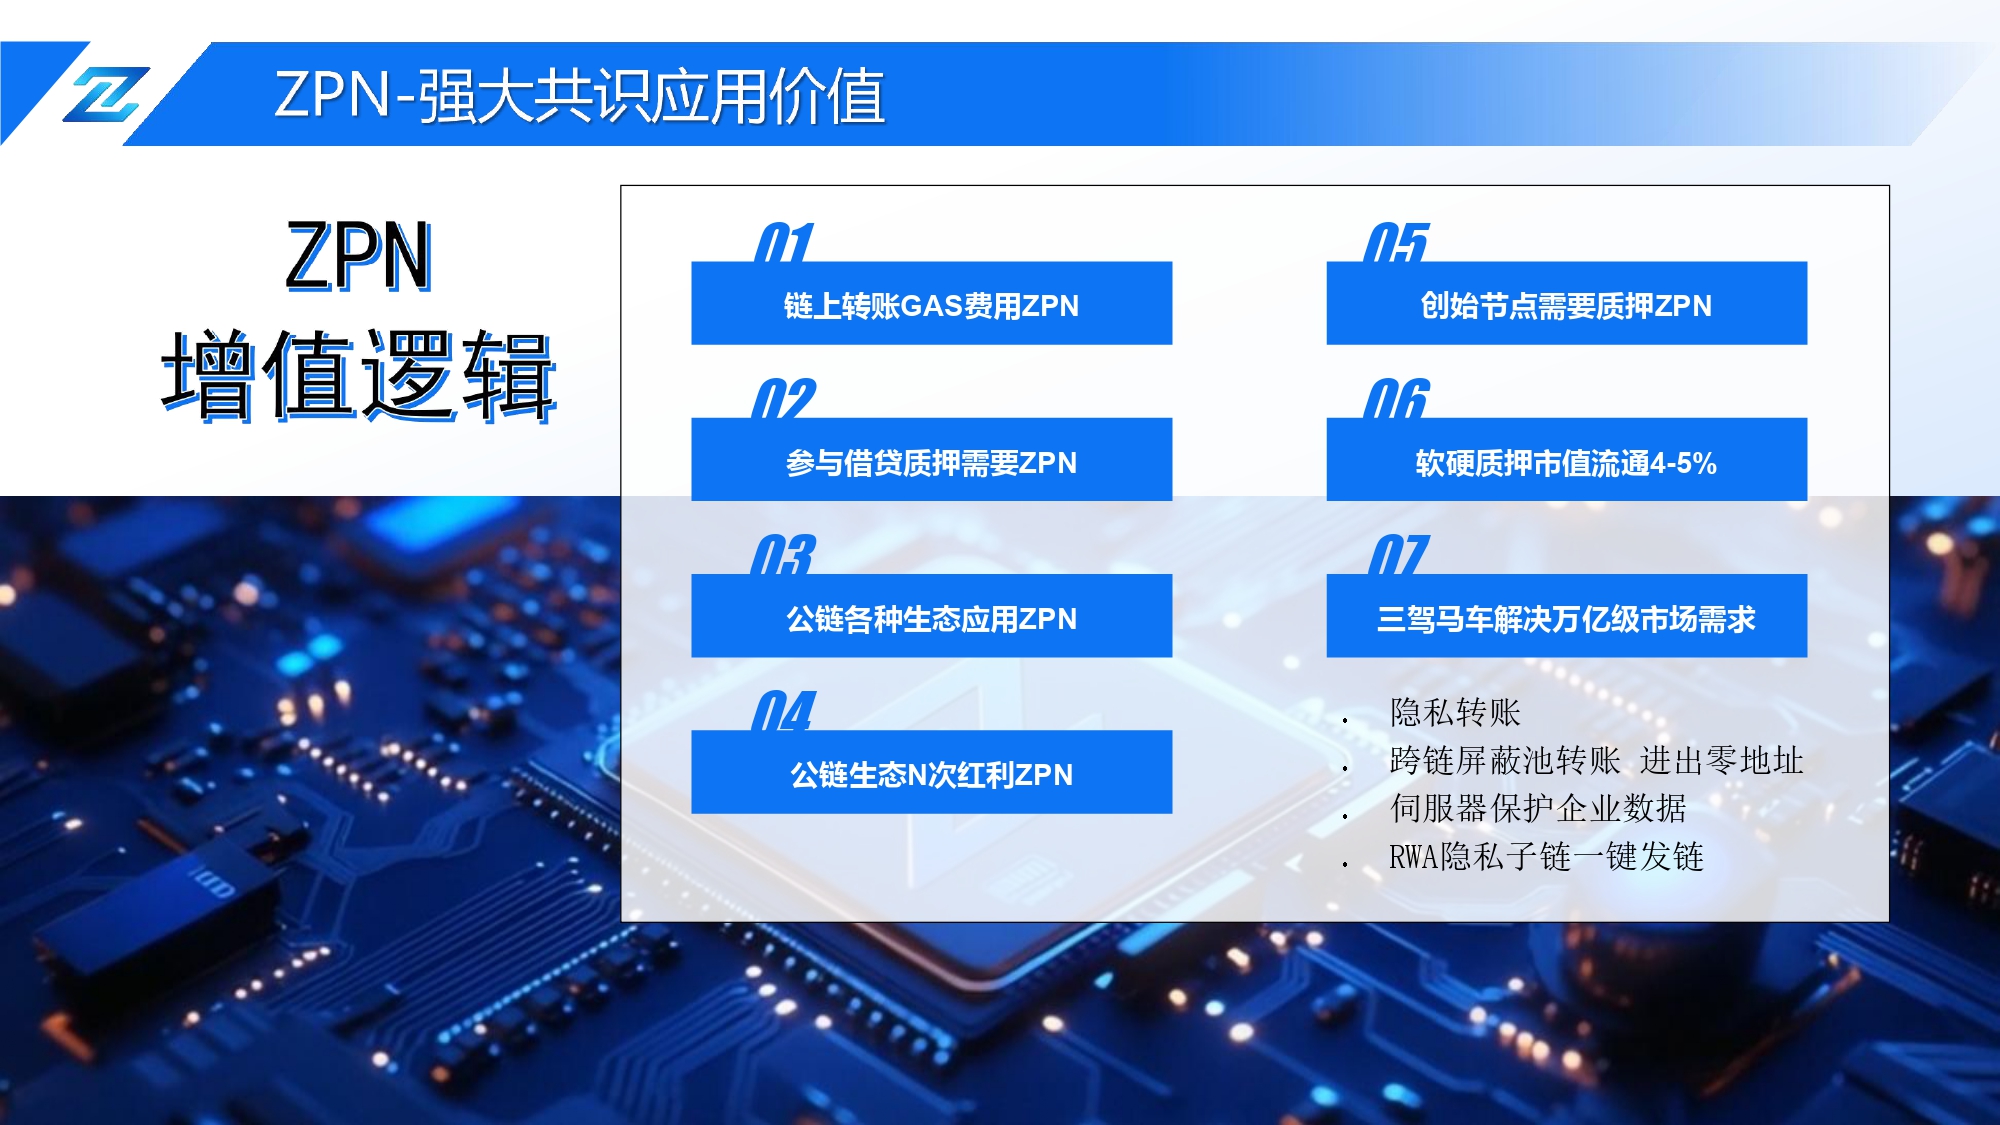 ZPN-强大共识应用价值
ZPN
增值逻辑
01
链上转账GAS费用ZPN
02
参与借贷质押需要ZPN
03
公链各种生态应用ZPN
04
公链生态N次红利ZPN
05
创始节点需要质押ZPN
06
软硬质押市值流通4-5%
07
三驾马车解决万亿级市场需求
. 隐私转账
. 跨链屏蔽池转账 进出零地址
. 伺服器保护企业数据
. RWA隐私子链一键发链